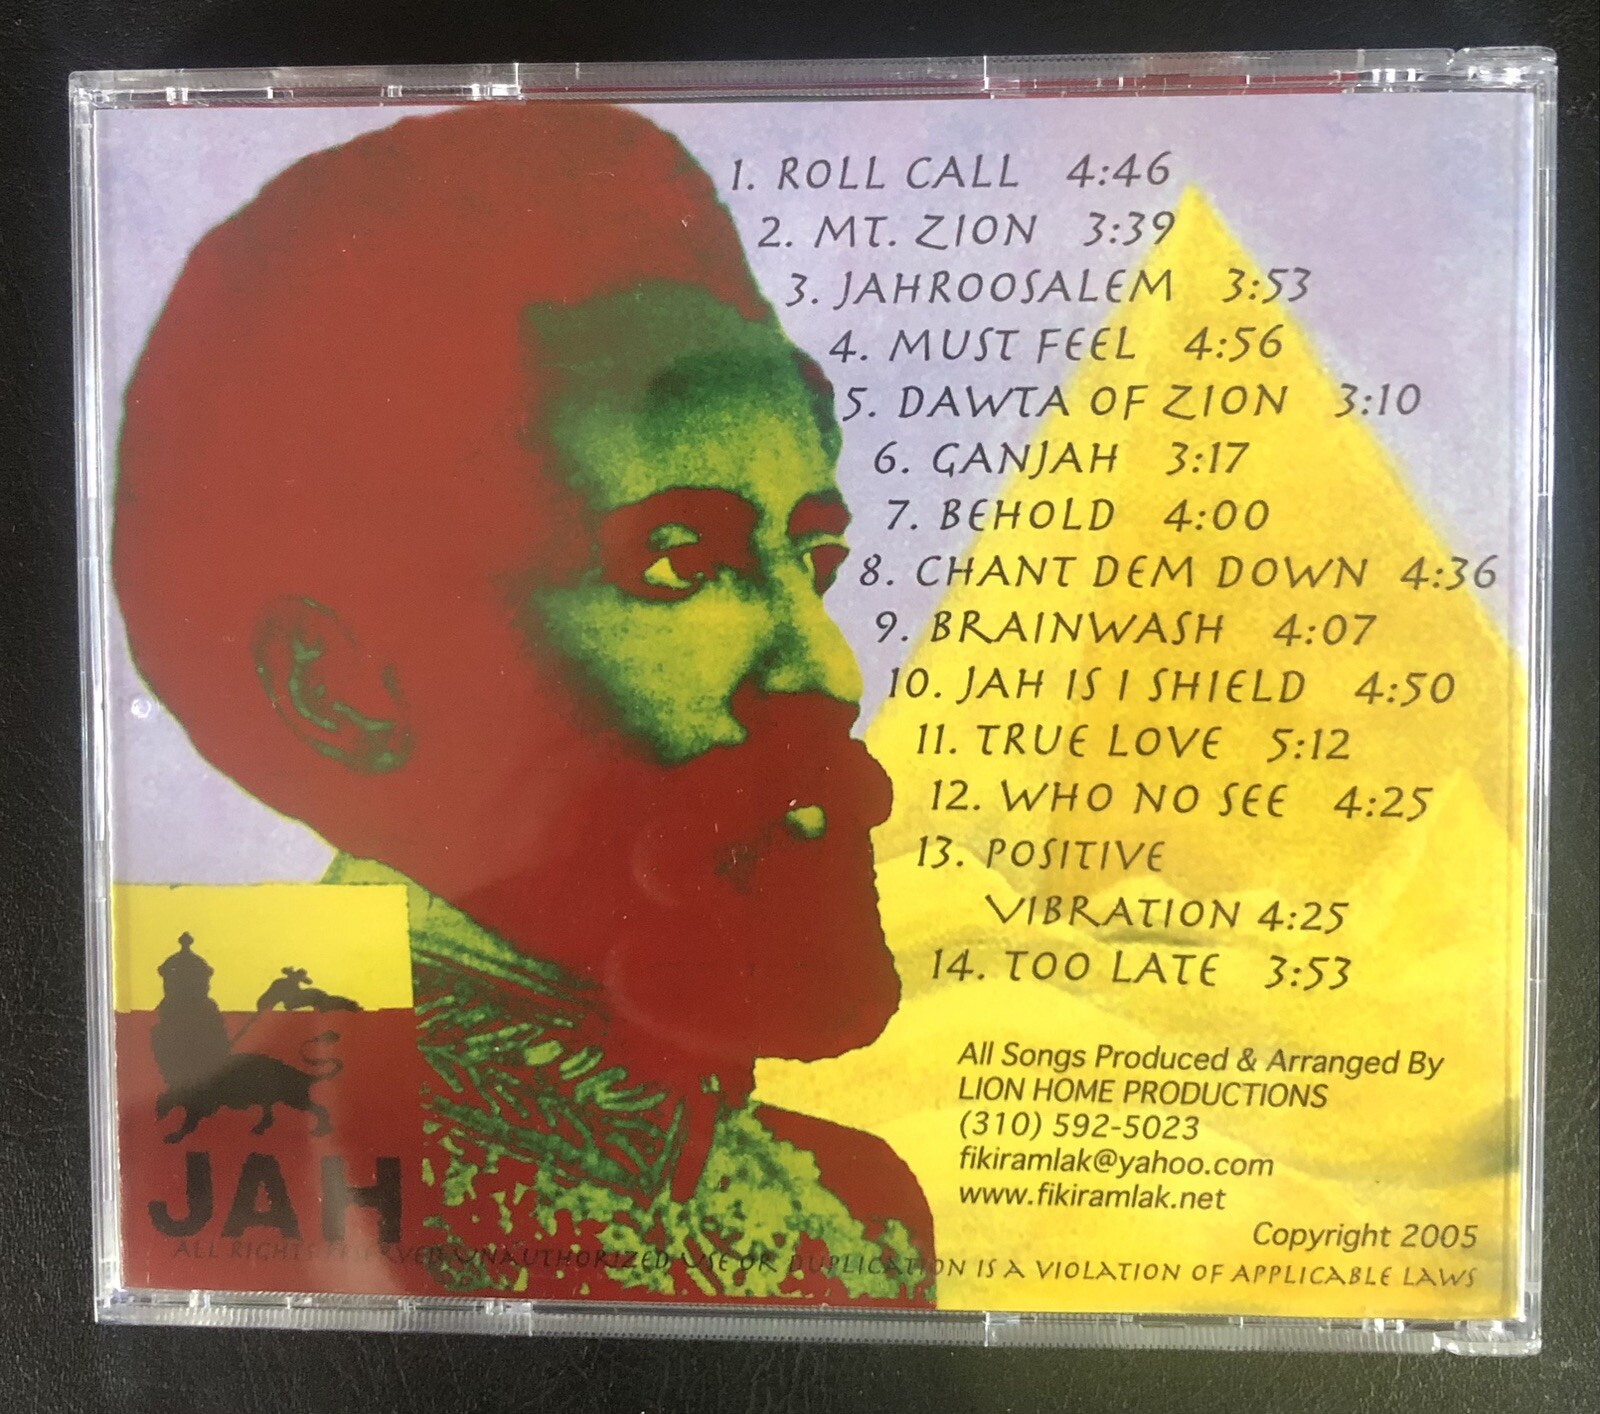 1. ROLL CALL 4:46
2. MT. ZION 3:39
3. JAHROOSALEM 3:53
4. MUST FEEL 4:56
5. DAWTA OF ZION 3:10
6. GANJAH 3:17
7. BEHOLD 4:00
8. CHANT DEM DOWN 4:36
9. BRAINWASH 4:07
10. JAH IS I SHIELD 4:50
11. TRUE LOVE 5:12
12. WHO NO SEE 4:25
13. POSITIVE
VIBRATION 4:25
14. TOO LATE 3:53
All Songs Produced & Arranged By
LION HOME PRODUCTIONS
(310) 592-5023
fikiramlak@yahoo.com
www.fikiramlak.net
Copyright 2005
JAH
ALL RIGHTS RESERVED UNAUTHORIZED USE OR DUPLICATION IS A VIOLATION OF APPLICABLE LAWS